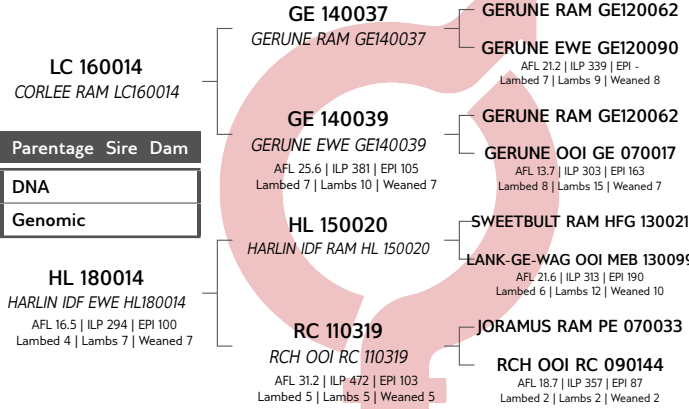 LC 160014
CORLEE RAM LC160014
Parentage Sire Dam
DNA
Genomic
HL 180014
HARLIN IDF EWE HL180014
AFL 16.5 | ILP 294 | EPI 100
Lambed 4 | Lambs 7 | Weaned 7
GE 140037
GERUNE RAM GE140037
GE 140039
GERUNE EWE GE140039
AFL 25.6 | ILP 381 | EPI 105
Lambed 7 | Lambs 10 | Weaned 7
HL 150020
HARLIN IDF RAM HL 150020
RC 110319
RCH OOI RC 110319
AFL 31.2 | ILP 472 | EPI 103
Lambed 5 | Lambs 5 | Weaned 5
GERUNE RAM GE120062
GERUNE EWE GE120090
AFL 21.2 | ILP 339 | EPI -
Lambed 7 | Lambs 9 | Weaned 8
GERUNE RAM GE120062
GERUNE OOI GE 070017
AFL 13.7 | ILP 303 | EPI 163
Lambed 8 | Lambs 15 | Weaned 7
SWEETBULT RAM HFG 130021
LANK-GE-WAG OOI MEB 130099
AFL 21.6 | ILP 313 | EPI 190
Lambed 6 | Lambs 12 | Weaned 10
JORAMUS RAM PE 070033
RCH OOI RC 090144
AFL 18.7 | ILP 357 | EPI 87
Lambed 2 | Lambs 2 | Weaned 2